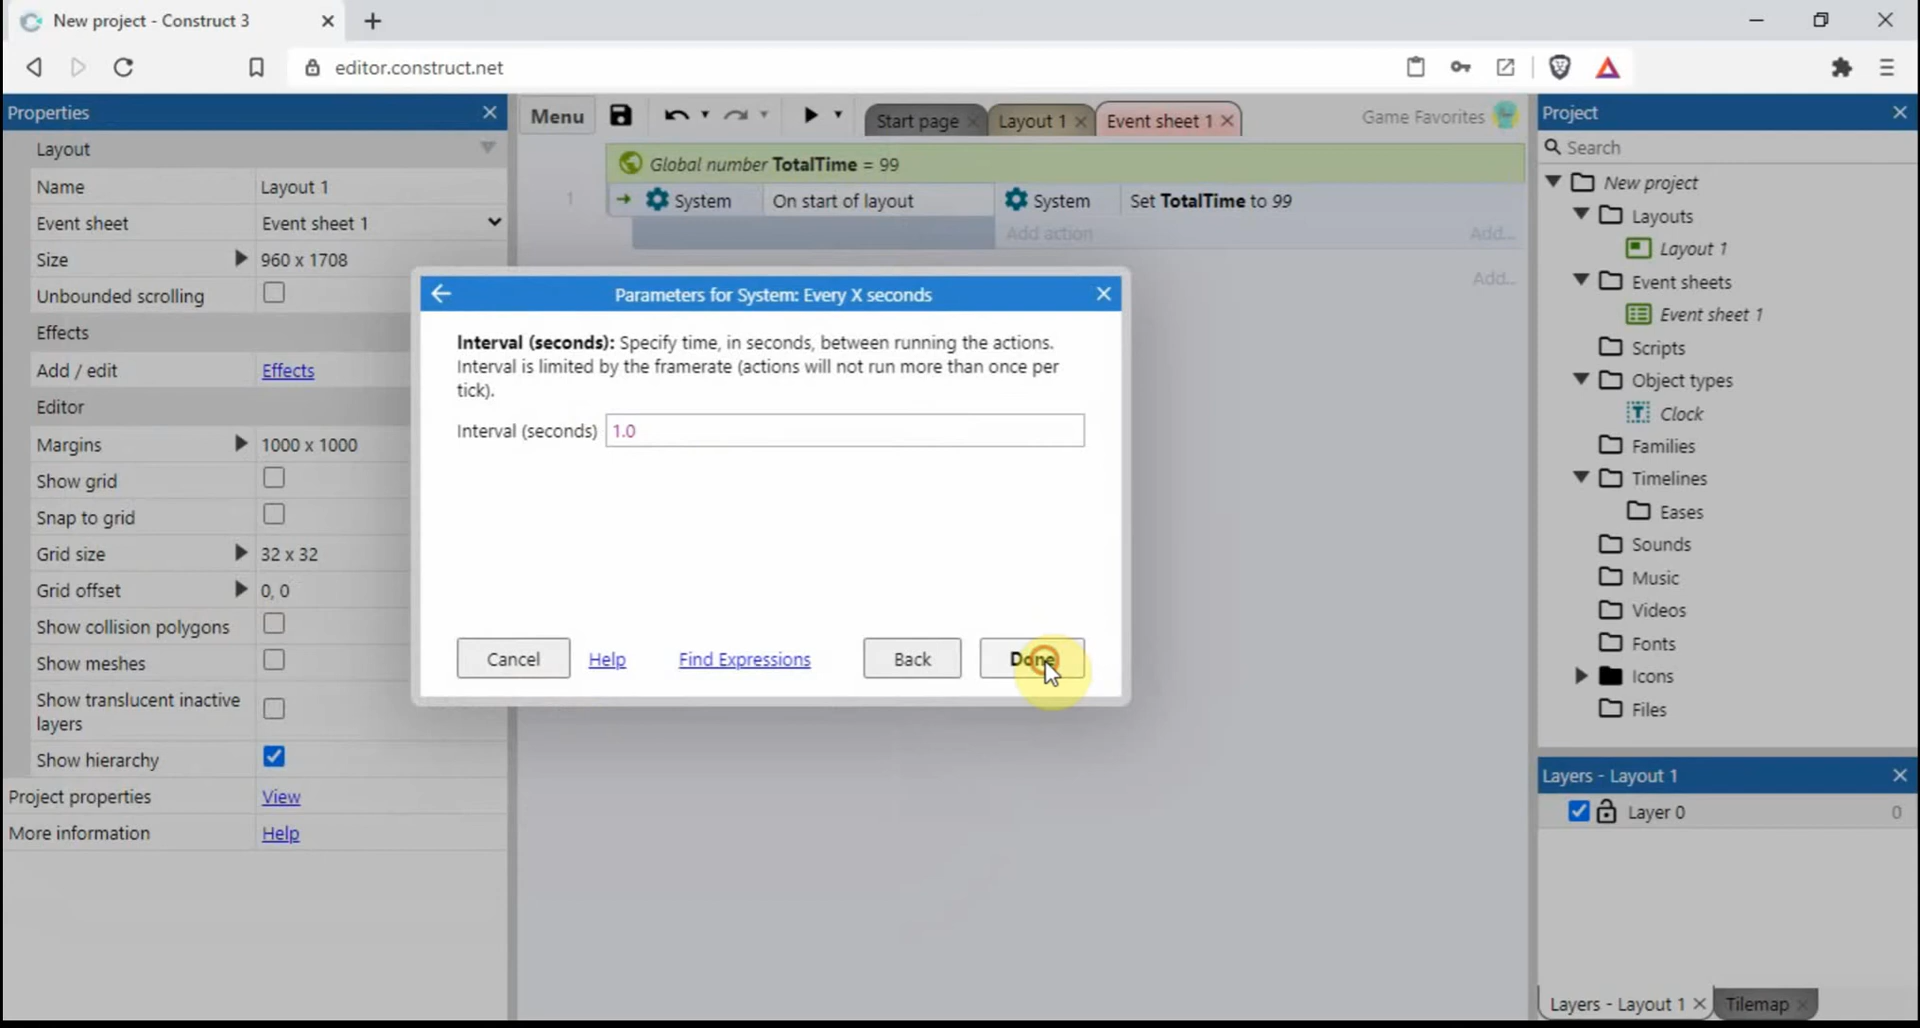 New project - Construct 3
editor.construct.net
Properties
Layout
Name Layout 1
Event sheet Event sheet 1
Size 960 x 1708
Unbounded scrolling
Effects
Add / edit Effects
Editor
Margins 1000 x 1000
Show grid
Snap to grid
Grid size 32 x 32
Grid offset 0, 0
Show collision polygons
Show meshes
Show translucent inactive
layers
Show hierarchy
Project properties View
More information Help
Menu
Start page
Layout 1
Event sheet 1
Game Favorites
Global number TotalTime = 99
1
System On start of layout System Set TotalTime to 99
Add action Add...
Add...
Parameters for System: Every X seconds
Interval (seconds): Specify time, in seconds, between running the actions.
Interval is limited by the framerate (actions will not run more than once per
tick).
Interval (seconds) 1.0
Cancel Help Find Expressions Back Done
Project
Search
New project
Layouts
Layout 1
Event sheets
Event sheet 1
Scripts
Object types
T Clock
Families
Timelines
Eases
Sounds
Music
Videos
Fonts
Icons
Files
Layers - Layout 1
Layer 0 0
Layers - Layout 1 Tilemap